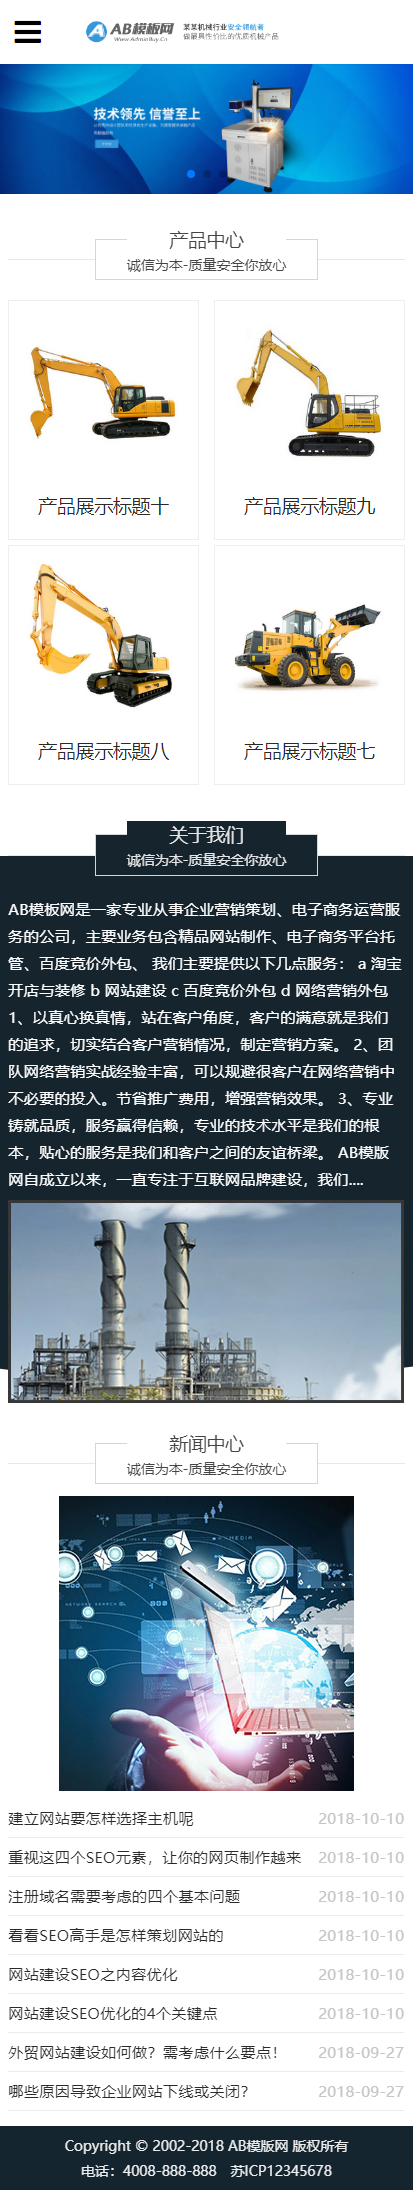 AB模板网
www.AdminBuy.Cn
某某机械行业安全领航者
做最具性价比的优质机械产品
技术领先 信誉至上
产品中心
诚信为本-质量安全你放心
产品展示标题十
产品展示标题九
产品展示标题八
产品展示标题七
关于我们
诚信为本-质量安全你放心
AB模板网是一家专业从事企业营销策划、电子商务运营服
务的公司，主要业务包含精品网站制作、电子商务平台托
管、百度竞价外包、 我们主要提供以下几点服务： a 淘宝
开店与装修 b 网站建设 c 百度竞价外包 d 网络营销外包
1、以真心换真情，站在客户角度，客户的满意就是我们
的追求，切实结合客户营销情况，制定营销方案。 2、团
队网络营销实战经验丰富，可以规避很客户在网络营销中
不必要的投入。节省推广费用，增强营销效果。 3、专业
铸就品质，服务赢得信赖，专业的技术水平是我们的根
本，贴心的服务是我们和客户之间的友谊桥梁。 AB模版
网自成立以来，一直专注于互联网品牌建设，我们....
新闻中心
诚信为本-质量安全你放心
建立网站要怎样选择主机呢 2018-10-10
重视这四个SEO元素，让你的网页制作越来 2018-10-10
注册域名需要考虑的四个基本问题 2018-10-10
看看SEO高手是怎样策划网站的 2018-10-10
网站建设SEO之内容优化 2018-10-10
网站建设SEO优化的4个关键点 2018-10-10
外贸网站建设如何做？需考虑什么要点！ 2018-09-27
哪些原因导致企业网站下线或关闭？ 2018-09-27
Copyright © 2002-2018 AB模版网 版权所有
电话：4008-888-888 苏ICP12345678